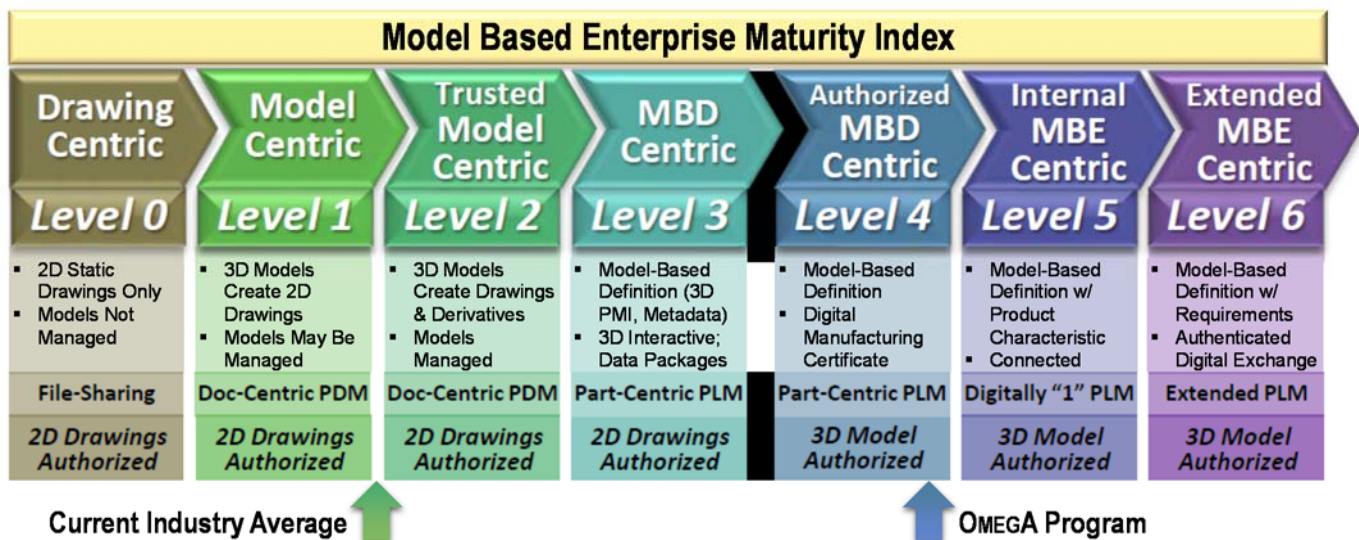 Model Based Enterprise Maturity Index
Drawing
Centric
Level 0
▪ 2D Static
Drawings Only
▪ Models Not
Managed
File-Sharing
2D Drawings
Authorized
Model
Centric
Level 1
▪ 3D Models
Create 2D
Drawings
▪ Models May Be
Managed
Doc-Centric PDM
2D Drawings
Authorized
Trusted
Model
Centric
Level 2
▪ 3D Models
Create Drawings
& Derivatives
▪ Models
Managed
Doc-Centric PDM
2D Drawings
Authorized
MBD
Centric
Level 3
▪ Model-Based
Definition (3D
PMI, Metadata)
▪ 3D Interactive;
Data Packages
Part-Centric PLM
2D Drawings
Authorized
Authorized
MBD
Centric
Level 4
▪ Model-Based
Definition
▪ Digital
Manufacturing
Certificate
Part-Centric PLM
3D Model
Authorized
Internal
MBE
Centric
Level 5
▪ Model-Based
Definition w/
Product
Characteristic
▪ Connected
Digitally “1” PLM
3D Model
Authorized
Extended
MBE
Centric
Level 6
▪ Model-Based
Definition w/
Requirements
▪ Authenticated
Digital Exchange
Extended PLM
3D Model
Authorized
Current Industry Average
OMEGA Program